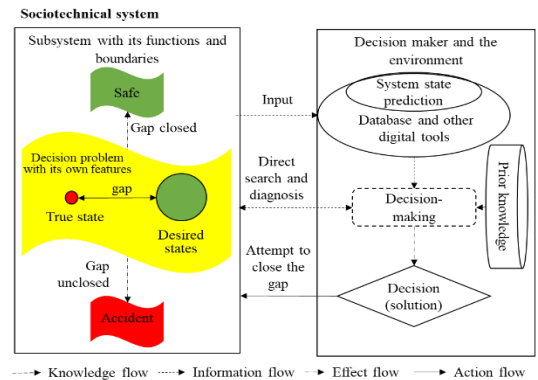 Sociotechnical system
Subsystem with its functions and
boundaries
Safe
Gap closed
Decision problem
with its own features
gap
True state
Desired
states
Gap
unclosed
Accident
Input
Direct
search and
diagnosis
Attempt to
close the
gap
Decision maker and the
environment
System state
prediction
Database and other
digital tools
Decision-
making
Prior knowledge
Decision
(solution)
Knowledge flow
Information flow
Effect flow
Action flow